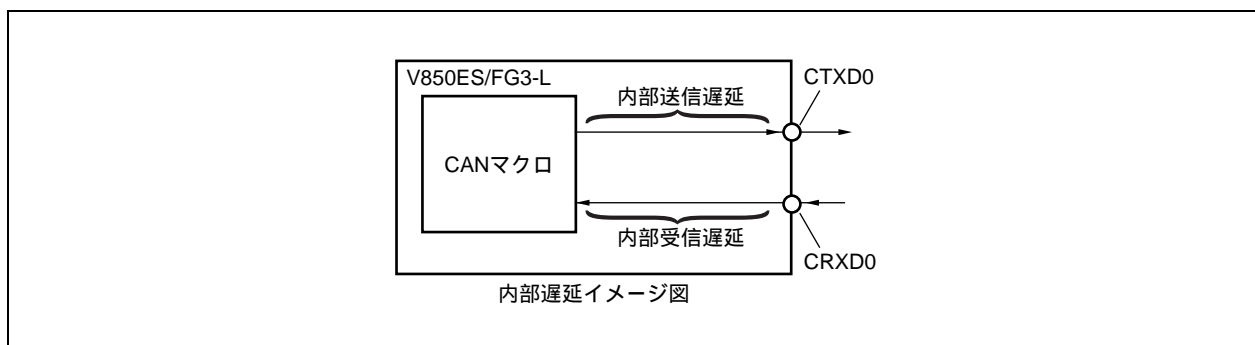 V850ES/FG3-L
CTXD0
内部送信遅延
CANマクロ
内部受信遅延
CRXD0
内部遅延イメージ図